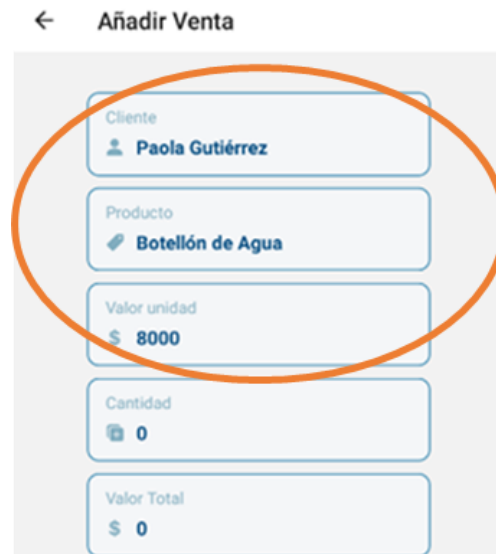 Añadir Venta
Cliente
Paola Gutiérrez
Producto
Botellón de Agua
Valor unidad
$ 8000
Cantidad
0
Valor Total
$ 0